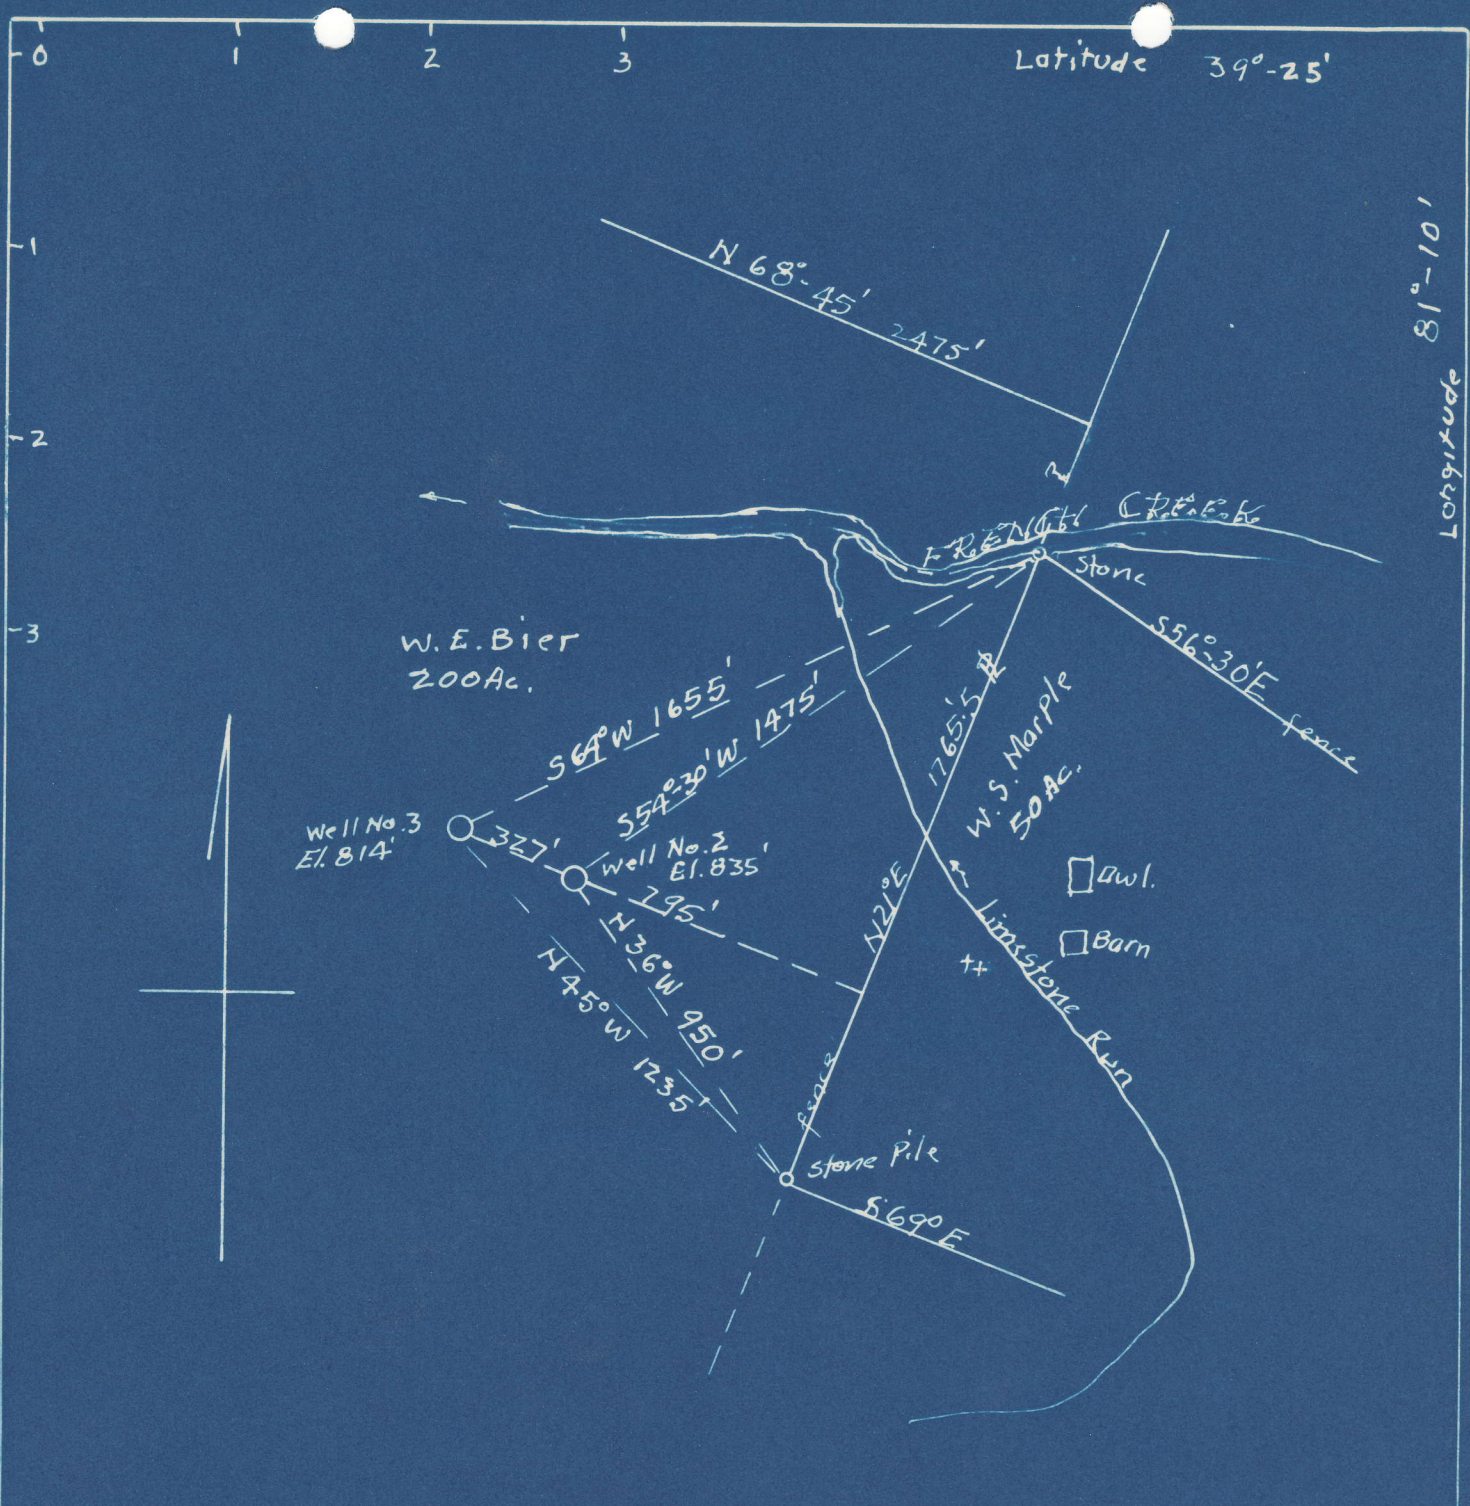 0 1 2 3
Latitude 39°-25'
1
2
3
Longitude 81°-10'
N 68°-45' 2475'
FRENCH CREEK
Stone
S56°-30'E
fence
W.E. Bier
200 Ac.
S 64° W 1655'
S54°-30' W 1475'
1765.5'
W.S. Marple
50 Ac.
Well No. 3
El. 814'
327'
Well No. 2
El. 835'
795'
N21°E
Dwl.
Barn
++
Limestone Run
N 36° W 950'
N 45° W 1235'
fence
Stone Pile
S 69° E